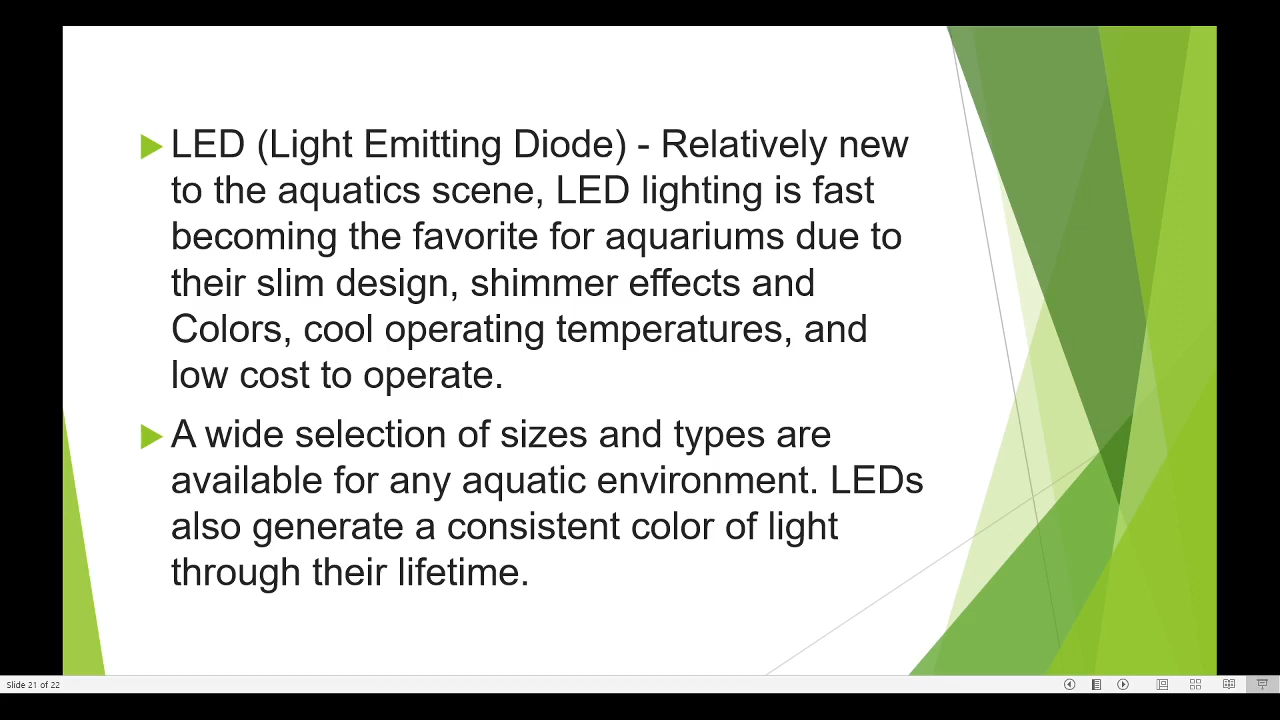 LED (Light Emitting Diode) - Relatively new
to the aquatics scene, LED lighting is fast
becoming the favorite for aquariums due to
their slim design, shimmer effects and
Colors, cool operating temperatures, and
low cost to operate.
A wide selection of sizes and types are
available for any aquatic environment. LEDs
also generate a consistent color of light
through their lifetime.
Slide 21 of 22